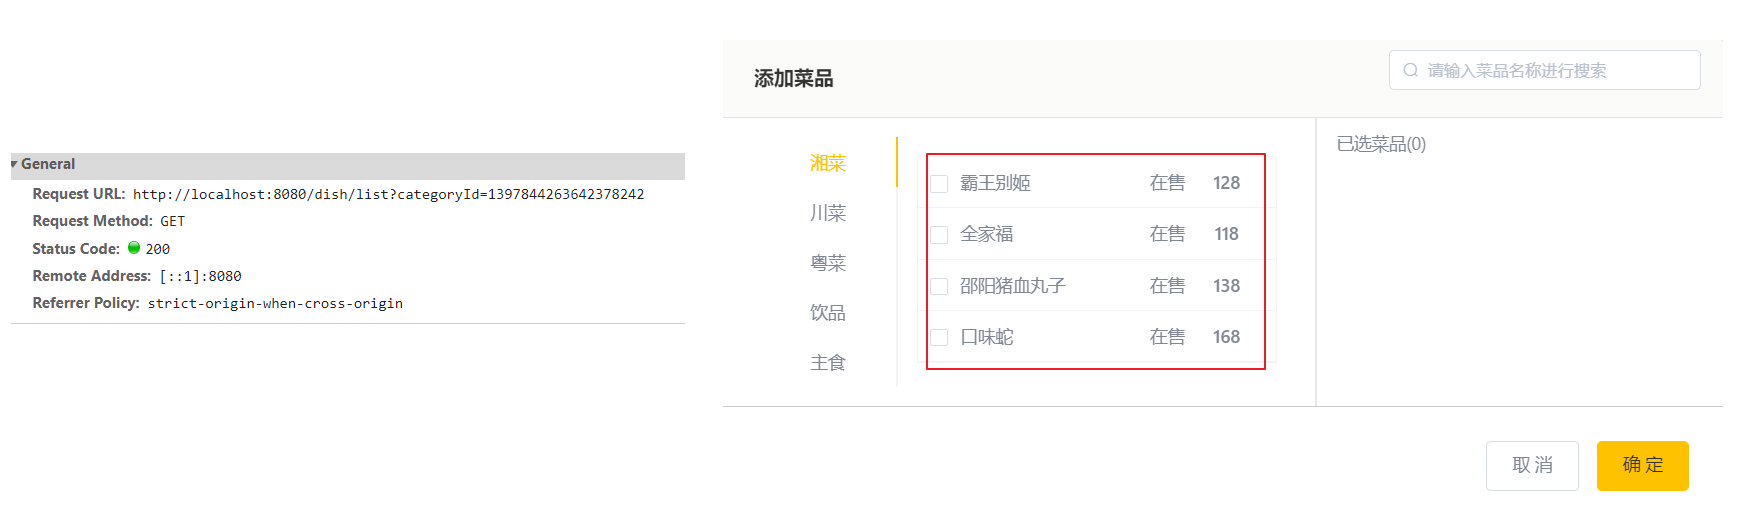 General
Request URL: http://localhost:8080/dish/list?categoryId=1397844263642378242
Request Method: GET
Status Code: 200
Remote Address: [::1]:8080
Referrer Policy: strict-origin-when-cross-origin
添加菜品
请输入菜品名称进行搜索
湘菜
川菜
粤菜
饮品
主食
霸王别姬 在售 128
全家福 在售 118
邵阳猪血丸子 在售 138
口味蛇 在售 168
已选菜品(0)
取消
确定